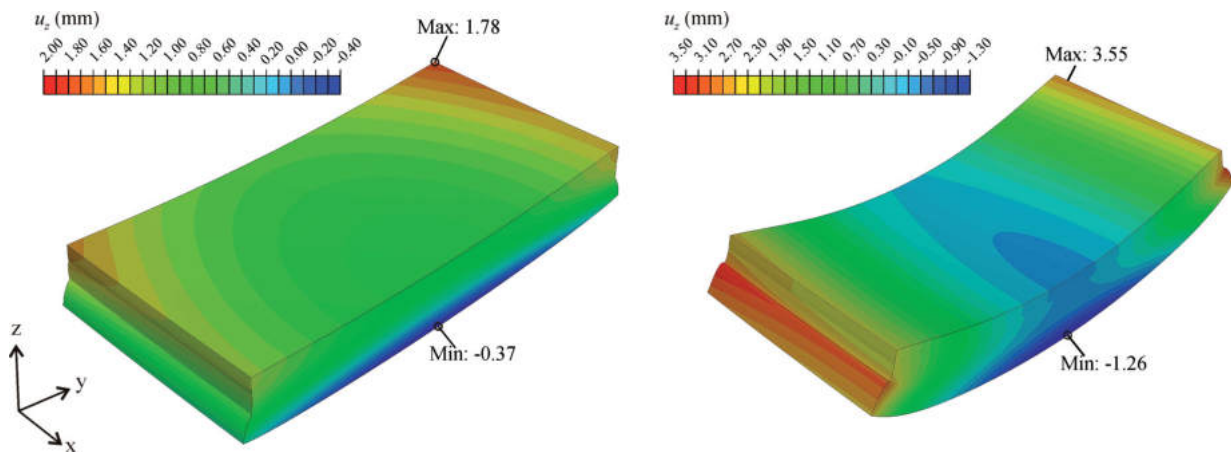 u_z (mm)
2.00 1.80 1.60 1.40 1.20 1.00 0.80 0.60 0.40 0.20 0.00 -0.20 -0.40
Max: 1.78
Min: -0.37
z
y
x
u_z (mm)
3.50 3.10 2.70 2.30 1.90 1.50 1.10 0.70 0.30 -0.10 -0.50 -0.90 -1.30
Max: 3.55
Min: -1.26